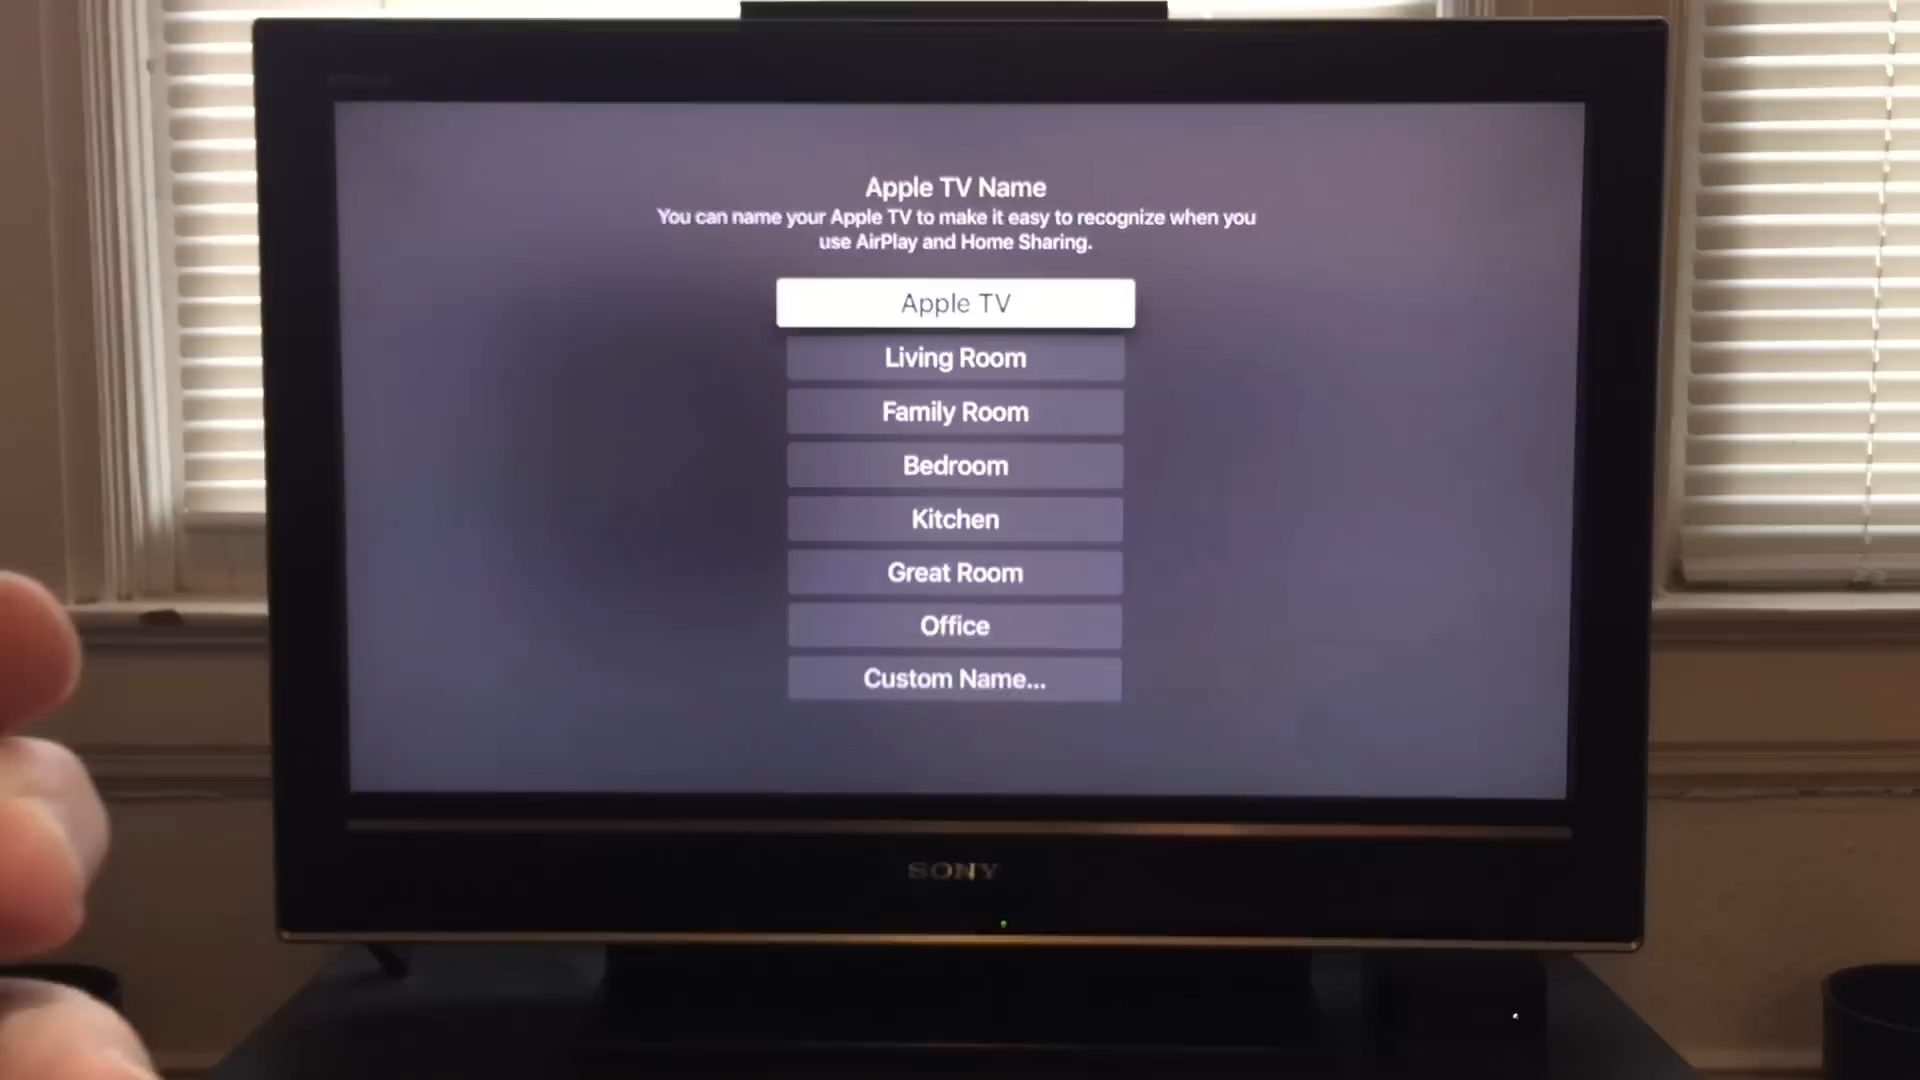 Apple TV Name
You can name your Apple TV to make it easy to recognize when you
use AirPlay and Home Sharing.
Apple TV
Living Room
Family Room
Bedroom
Kitchen
Great Room
Office
Custom Name...
SONY